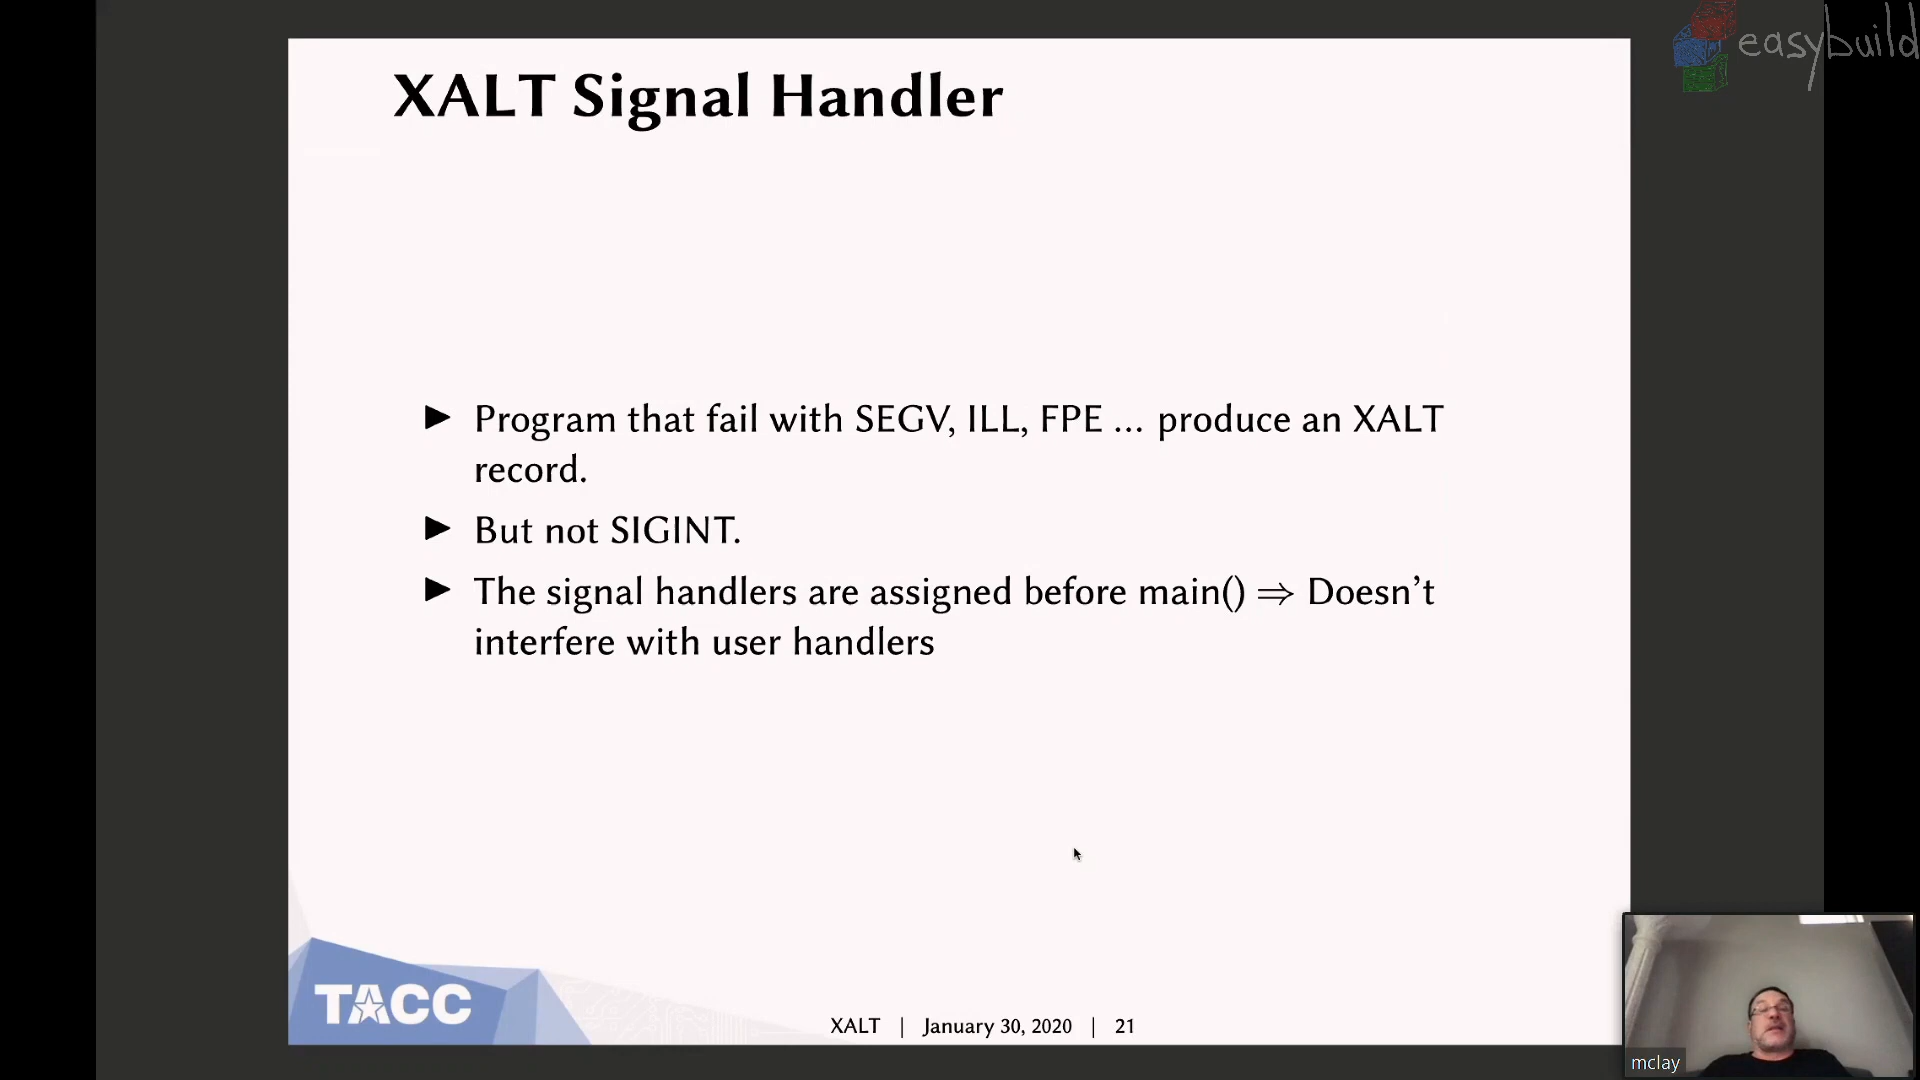 easybuild
XALT Signal Handler
▶ Program that fail with SEGV, ILL, FPE ... produce an XALT
record.
▶ But not SIGINT.
▶ The signal handlers are assigned before main() ⇒ Doesn't
interfere with user handlers
TACC
XALT | January 30, 2020 | 21
mclay